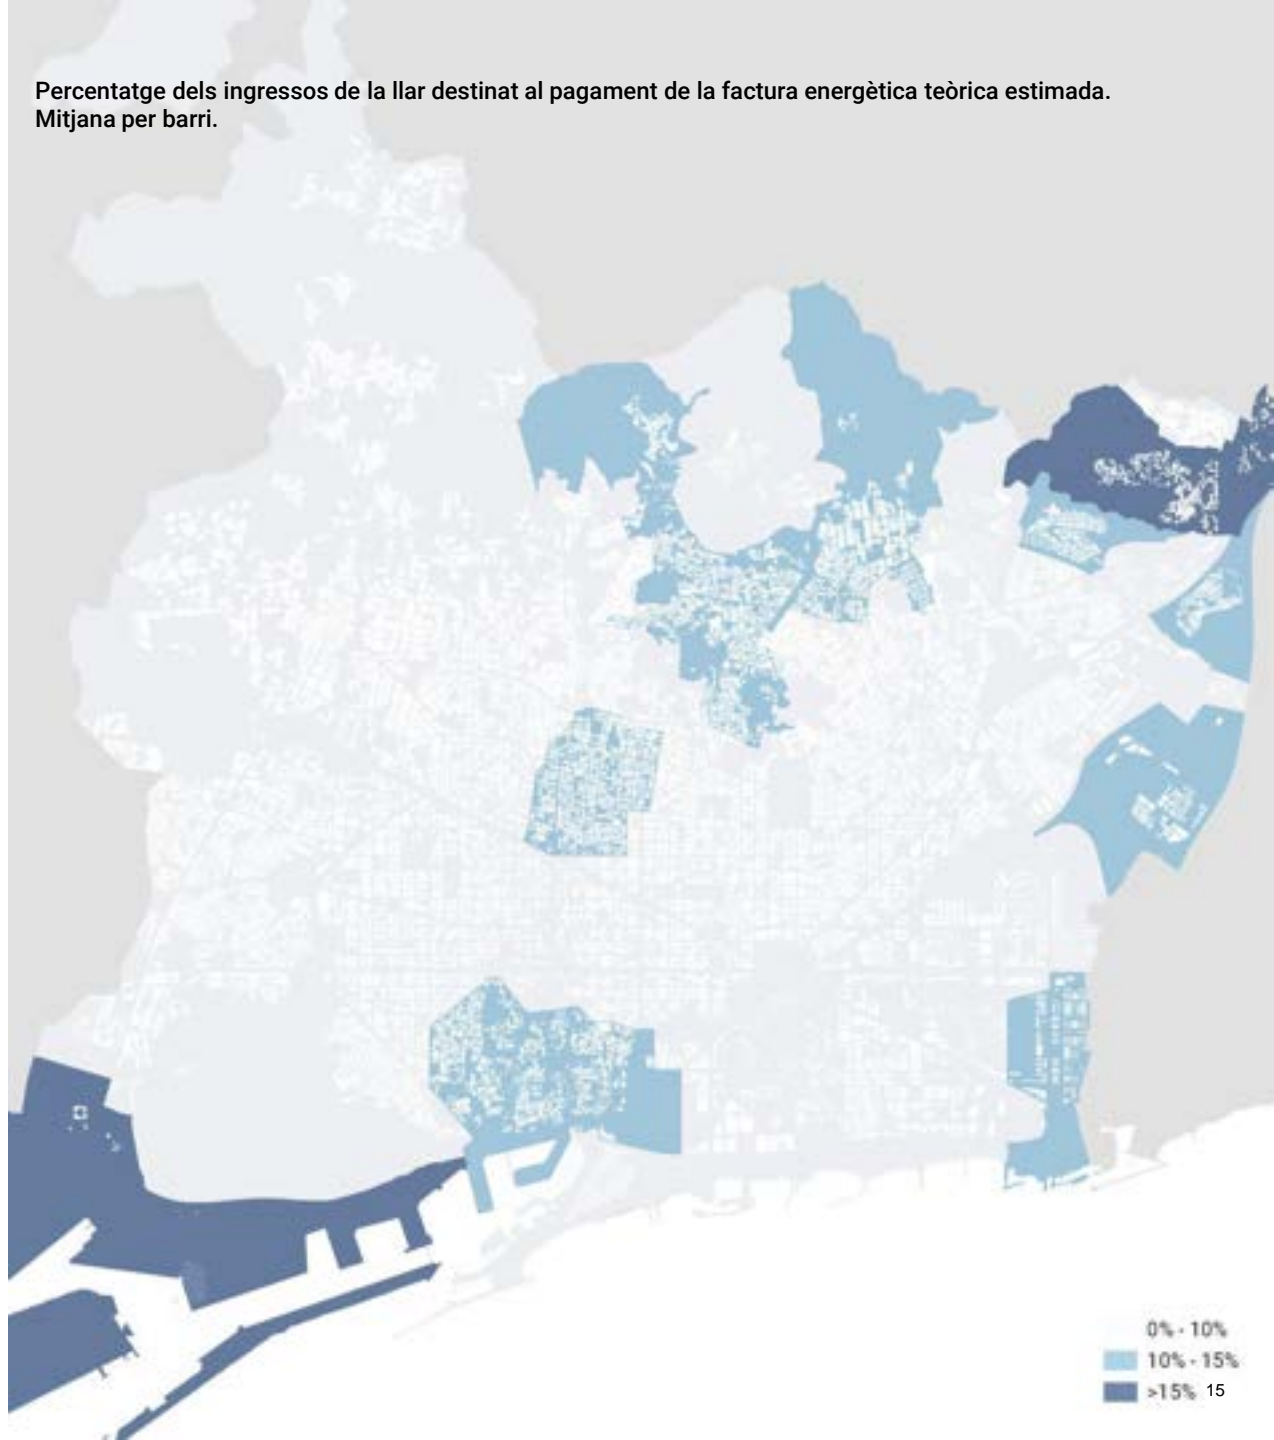 Percentatge dels ingressos de la llar destinat al pagament de la factura energètica teòrica estimada.
Mitjana per barri.
0% - 10%
10% - 15%
>15% 15